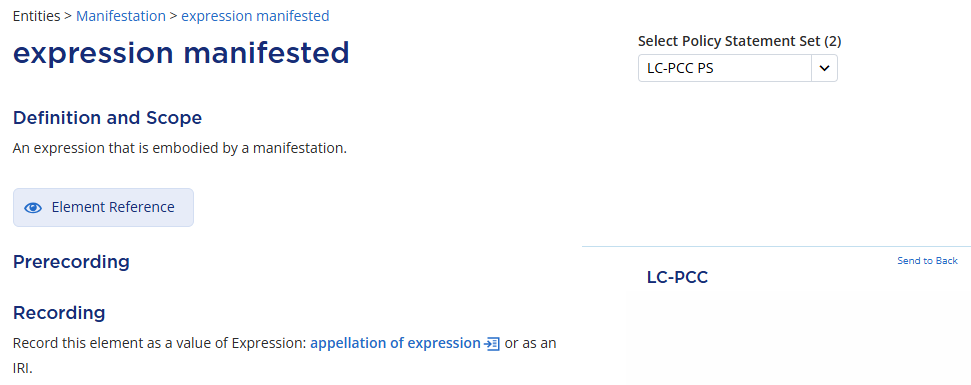 Entities > Manifestation > expression manifested
expression manifested
Select Policy Statement Set (2)
LC-PCC PS
Definition and Scope
An expression that is embodied by a manifestation.
Element Reference
Prerecording
Send to Back
LC-PCC
Recording
Record this element as a value of Expression: appellation of expression or as an
IRI.